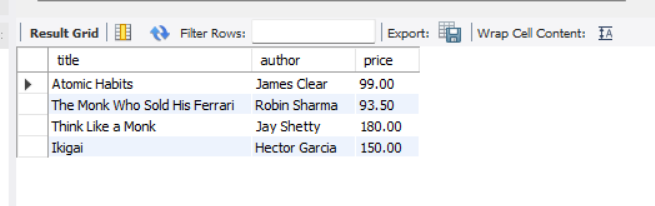 Result Grid Filter Rows: Export: Wrap Cell Content: IA
title author price
Atomic Habits James Clear 99.00
The Monk Who Sold His Ferrari Robin Sharma 93.50
Think Like a Monk Jay Shetty 180.00
Ikigai Hector Garcia 150.00